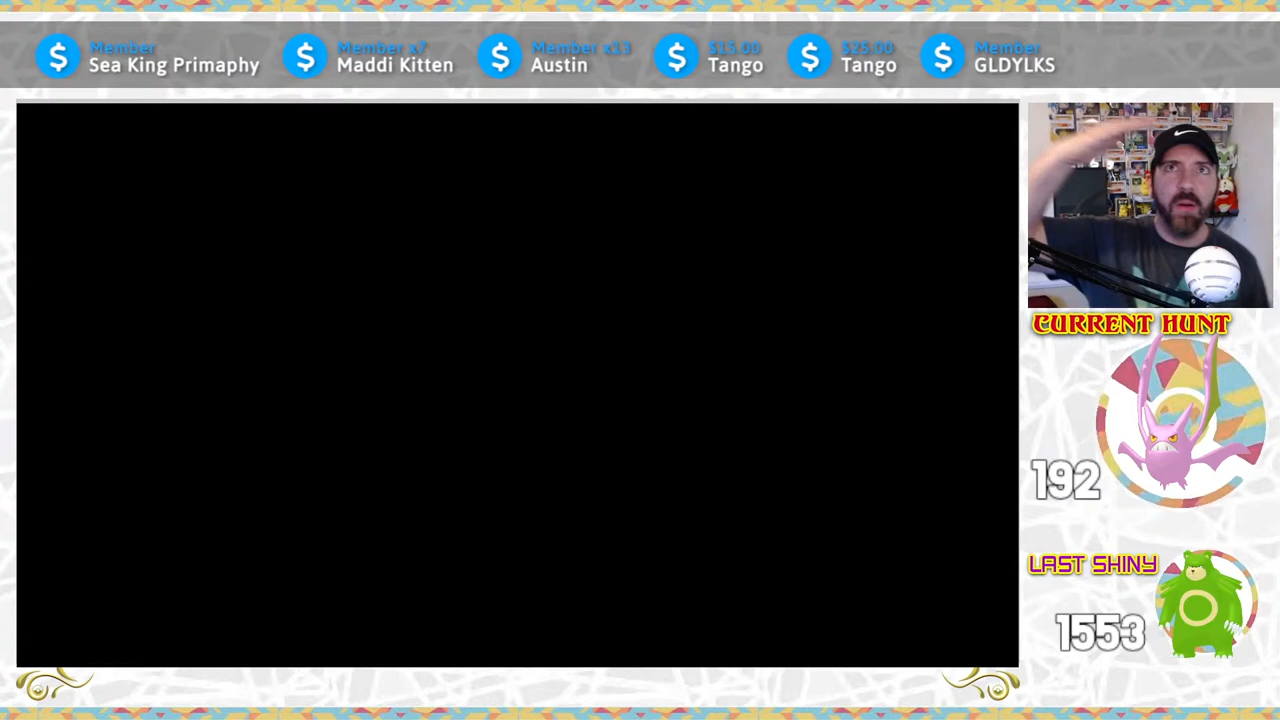 Member
Sea King Primaphy
Member x7
Maddi Kitten
Member x13
Austin
$15.00
Tango
$25.00
Tango
Member
GLDYLKS
CURRENT HUNT
192
LAST SHINY
1553